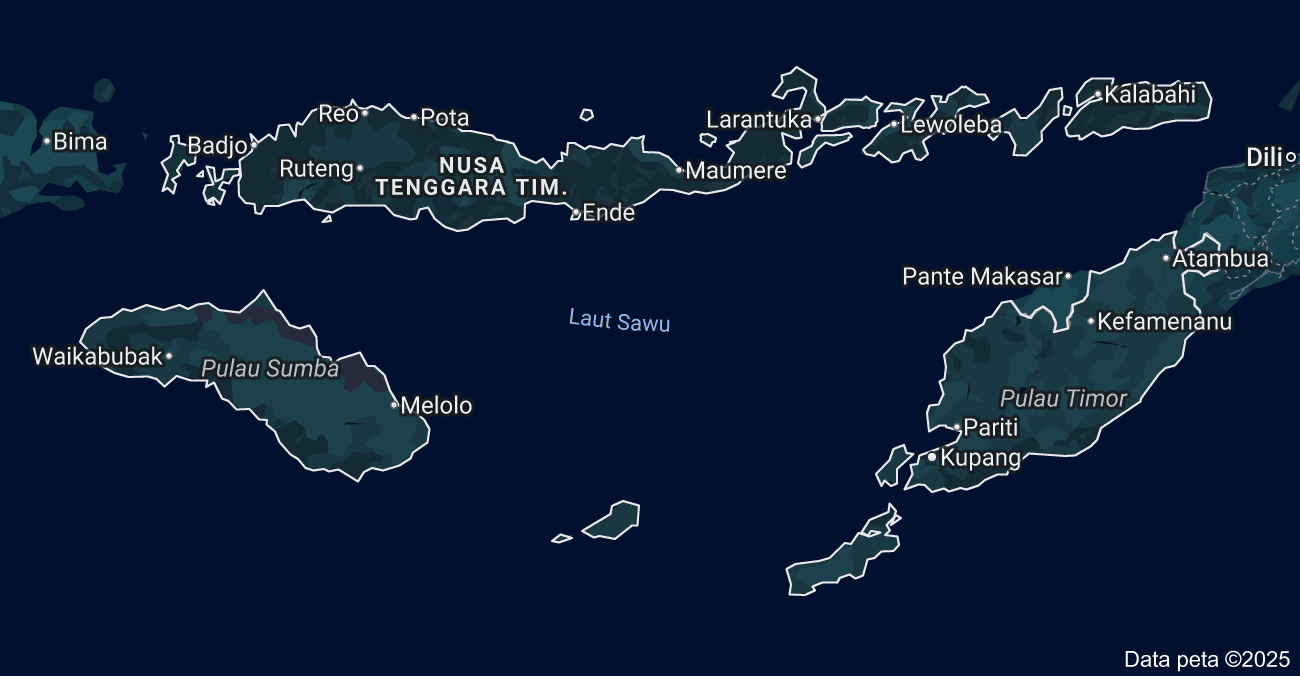 Reo
Pota
Larantuka
Lewoleba
Kalabahi
Bima
Badjo
Ruteng
NUSA
TENGGARA TIM.
Maumere
Dili
Ende
Atambua
Pante Makasar
Laut Sawu
Kefamenanu
Waikabubak
Pulau Sumba
Melolo
Pulau Timor
Pariti
Kupang
Data peta ©2025